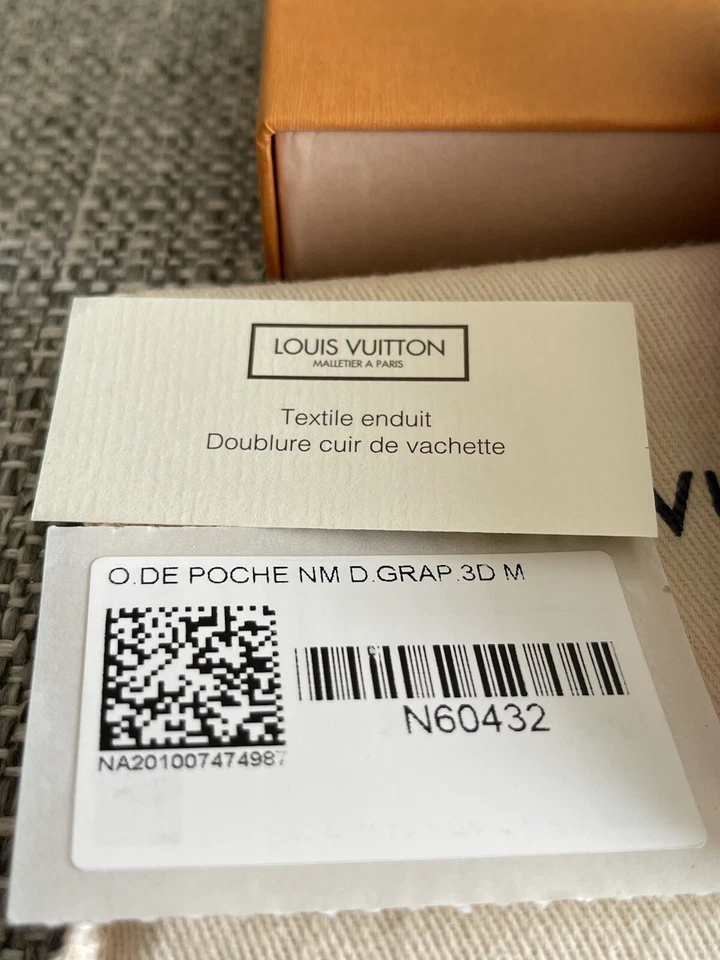 LOUIS VUITTON
MALLETIER A PARIS
Textile enduit
Doublure cuir de vachette
O.DE POCHE NM D.GRAP.3D M
N60432
NA201007474987